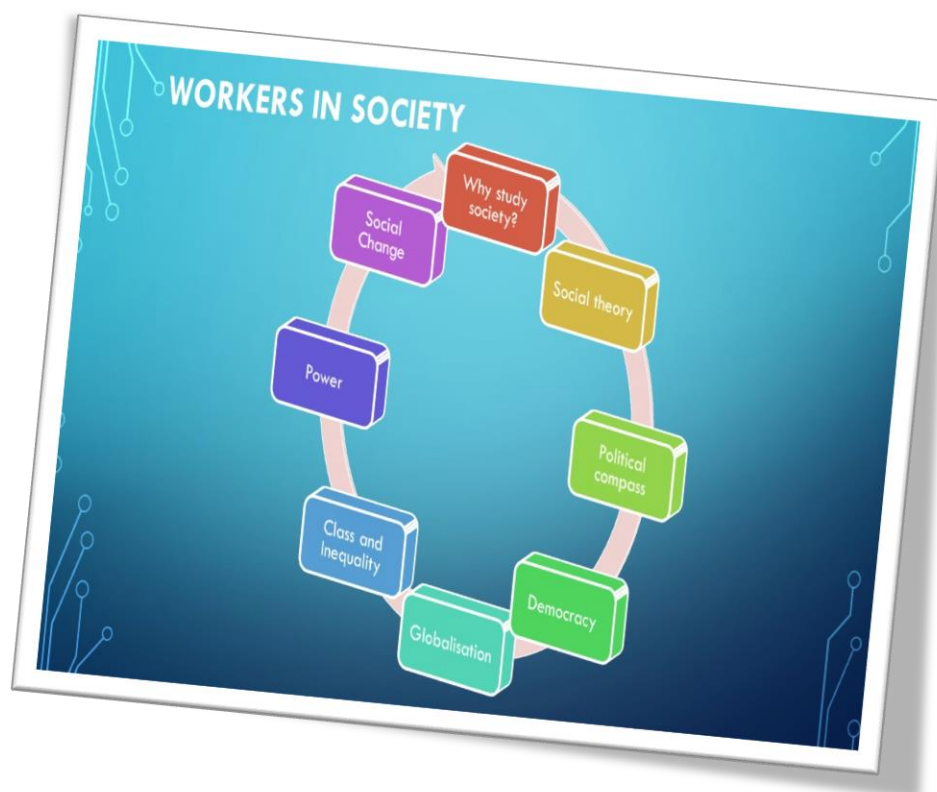 WORKERS IN SOCIETY
Why study
society?
Social theory
Political
compass
Democracy
Globalisation
Class and
Inequality
Power
Social
Change